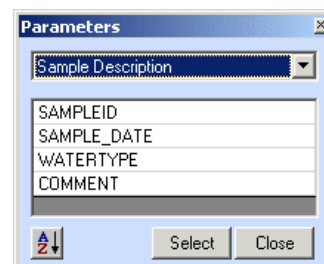 Parameters
Sample Description
SAMPLEID
SAMPLE_DATE
WATERTYPE
COMMENT
A
Z
Select Close